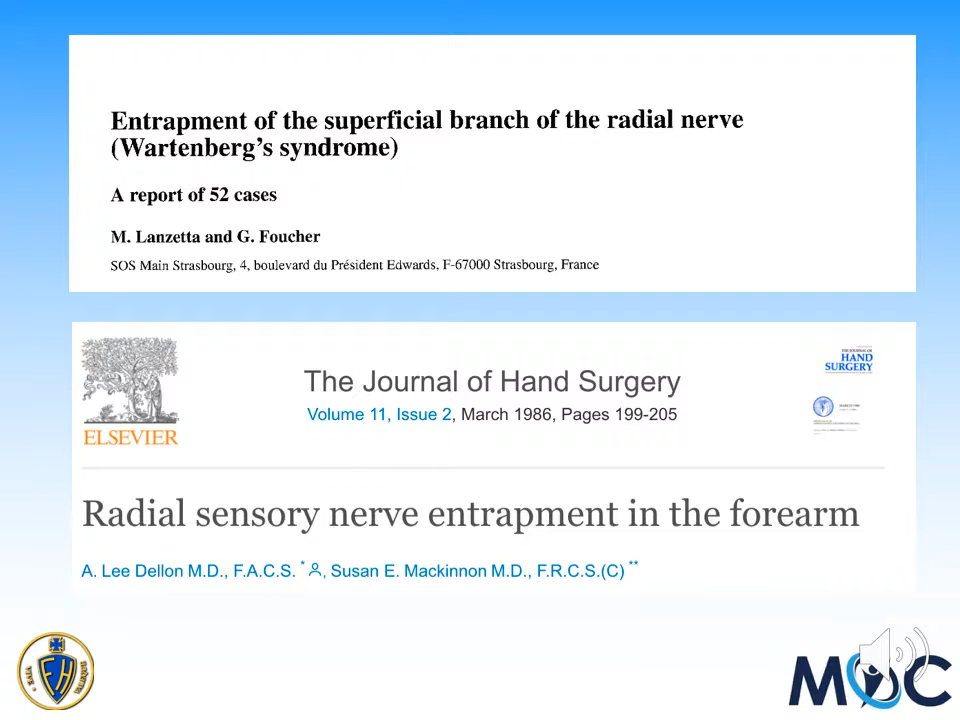 Entrapment of the superficial branch of the radial nerve
(Wartenberg's syndrome)
A report of 52 cases
M. Lanzetta and G. Foucher
SOS Main Strasbourg, 4, boulevard du Président Edwards, F-67000 Strasbourg, France
ELSEVIER
The Journal of Hand Surgery
Volume 11, Issue 2, March 1986, Pages 199-205
THE JOURNAL OF
HAND
SURGERY
Radial sensory nerve entrapment in the forearm
A. Lee Dellon M.D., F.A.C.S. *, Susan E. Mackinnon M.D., F.R.C.S.(C) **
MOC